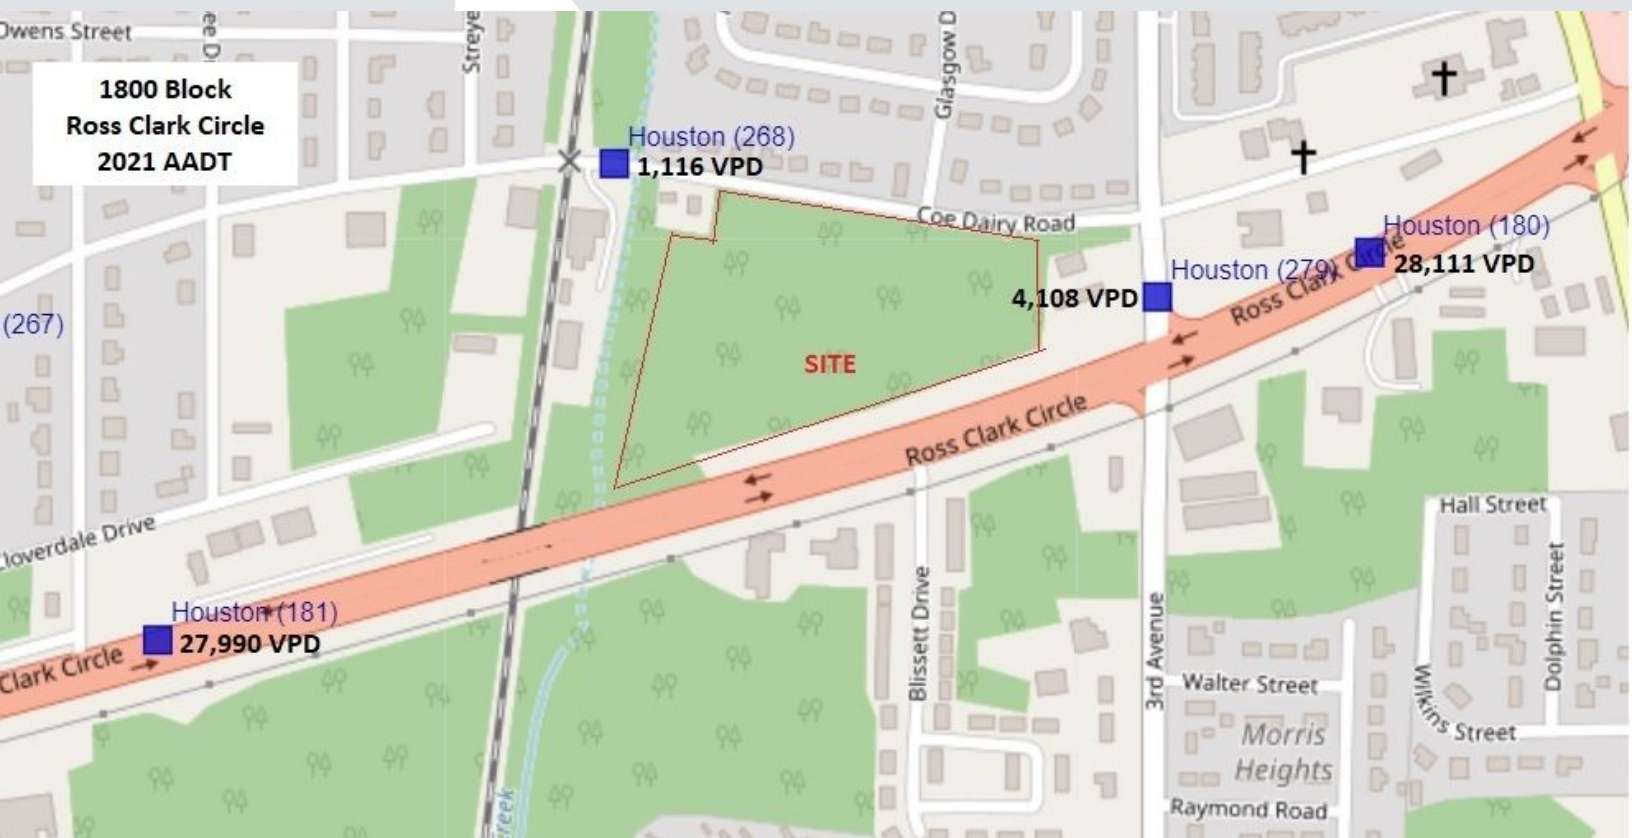 Owens Street
1800 Block
Ross Clark Circle
2021 AADT
Glasgow D
Houston (268)
1,116 VPD
Coe Dairy Road
Houston (180)
28,111 VPD
Houston (279)
4,108 VPD
Ross Clark Circle
(267)
SITE
Ross Clark Circle
Cloverdale Drive
Hall Street
Dolphin Street
Blissett Drive
3rd Avenue
Houston (181)
27,990 VPD
Clark Circle
Walter Street
Wilkins Street
Morris
Heights
Raymond Road